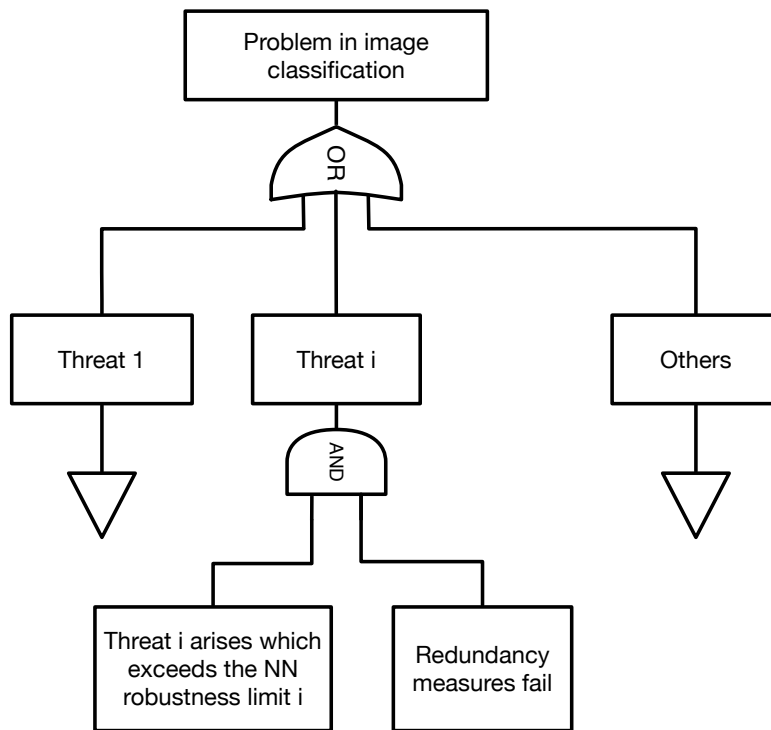 Problem in image
classification
OR
Threat 1
Threat i
Others
AND
Threat i arises which
exceeds the NN
robustness limit i
Redundancy
measures fail